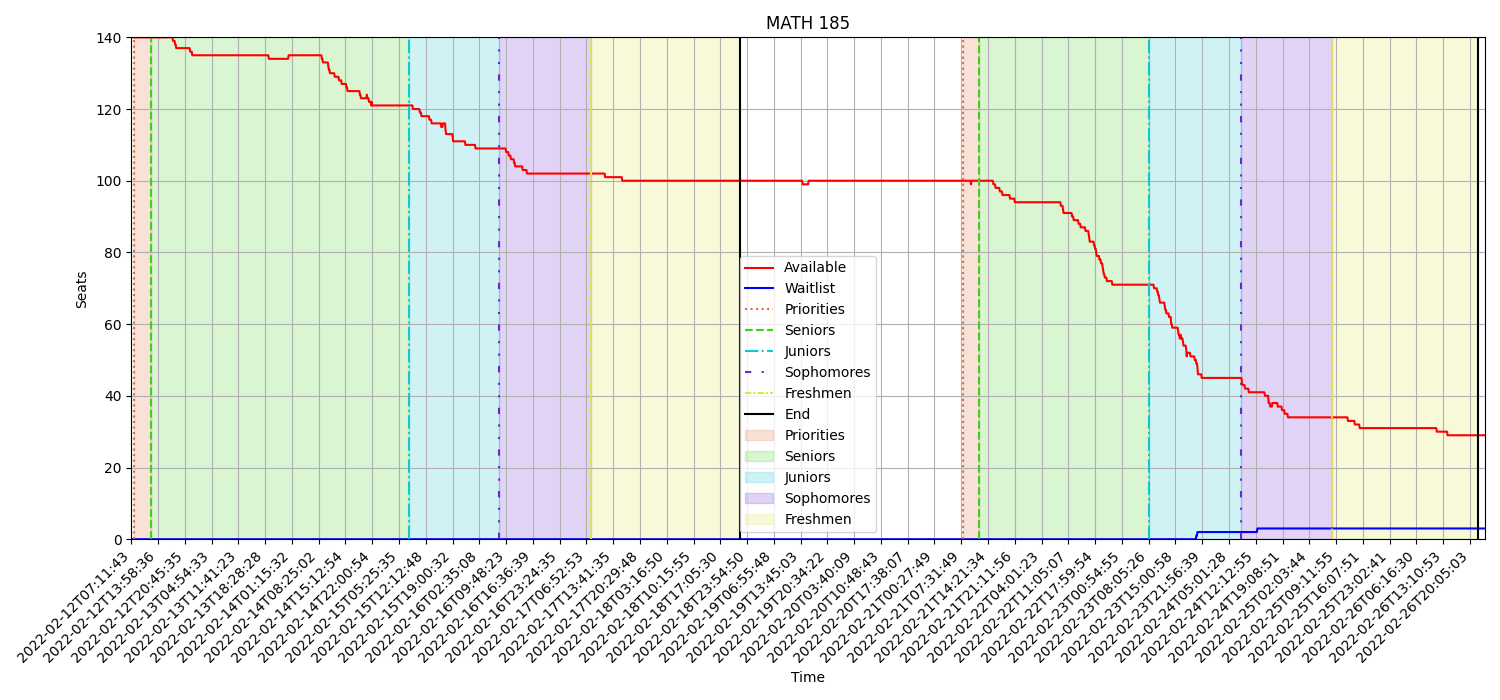 MATH 185
140
120
100
80
60
40
20
0
Seats
Available
Waitlist
Priorities
Seniors
Juniors
Sophomores
Freshmen
End
Priorities
Seniors
Juniors
Sophomores
Freshmen
2022-02-12T07:11:43
2022-02-12T13:58:36
2022-02-12T20:45:35
2022-02-13T04:54:33
2022-02-13T11:41:23
2022-02-13T18:28:28
2022-02-14T01:15:32
2022-02-14T08:25:02
2022-02-14T15:12:54
2022-02-14T22:00:54
2022-02-15T05:25:35
2022-02-15T12:12:48
2022-02-15T19:00:32
2022-02-16T02:35:08
2022-02-16T09:48:23
2022-02-16T16:36:39
2022-02-16T23:24:35
2022-02-17T06:52:53
2022-02-17T13:41:35
2022-02-17T20:29:48
2022-02-18T03:16:50
2022-02-18T10:15:55
2022-02-18T17:05:30
2022-02-18T23:54:50
2022-02-19T06:55:48
2022-02-19T13:45:03
2022-02-19T20:34:22
2022-02-20T03:40:09
2022-02-20T10:48:43
2022-02-20T17:38:07
2022-02-21T00:27:49
2022-02-21T07:31:49
2022-02-21T14:21:34
2022-02-21T21:11:56
2022-02-22T04:01:23
2022-02-22T11:05:07
2022-02-22T17:59:54
2022-02-23T00:54:55
2022-02-23T08:05:26
2022-02-23T15:00:58
2022-02-23T21:56:39
2022-02-24T05:01:28
2022-02-24T12:12:55
2022-02-24T19:08:51
2022-02-25T02:03:44
2022-02-25T09:11:55
2022-02-25T16:07:51
2022-02-25T23:02:41
2022-02-26T06:16:30
2022-02-26T13:10:53
2022-02-26T20:05:03
Time